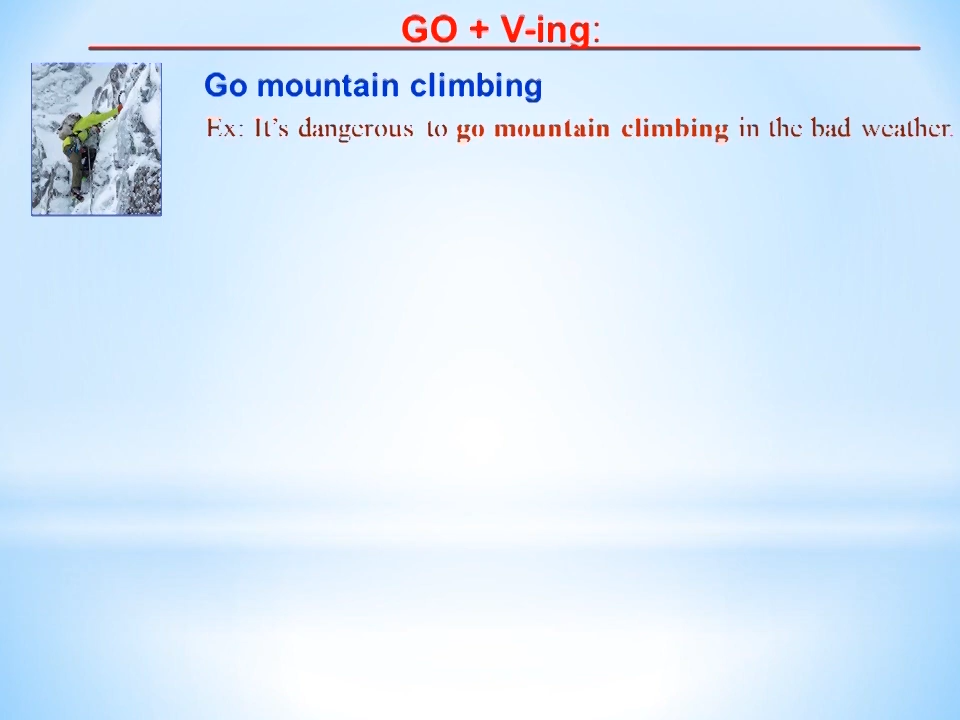 GO + V-ing:
Go mountain climbing
Ex: It's dangerous to go mountain climbing in the bad weather.